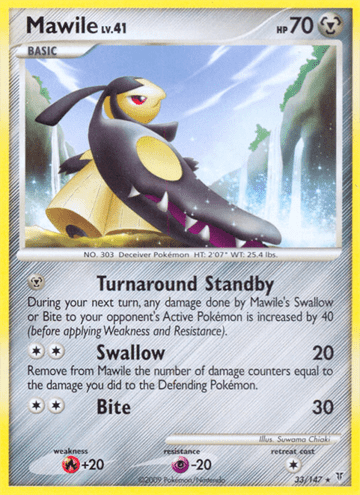 Mawile LV.41 HP 70
BASIC
NO. 303 Deceiver Pokémon HT: 2'07" WT: 25.4 lbs.
Turnaround Standby
During your next turn, any damage done by Mawile's Swallow
or Bite to your opponent's Active Pokémon is increased by 40
(before applying Weakness and Resistance).
Swallow 20
Remove from Mawile the number of damage counters equal to
the damage you did to the Defending Pokémon.
Bite 30
Illus. Suwama Chiaki
weakness resistance retreat cost
+20 -20
33/147 ★
©2009 Pokémon/Nintendo